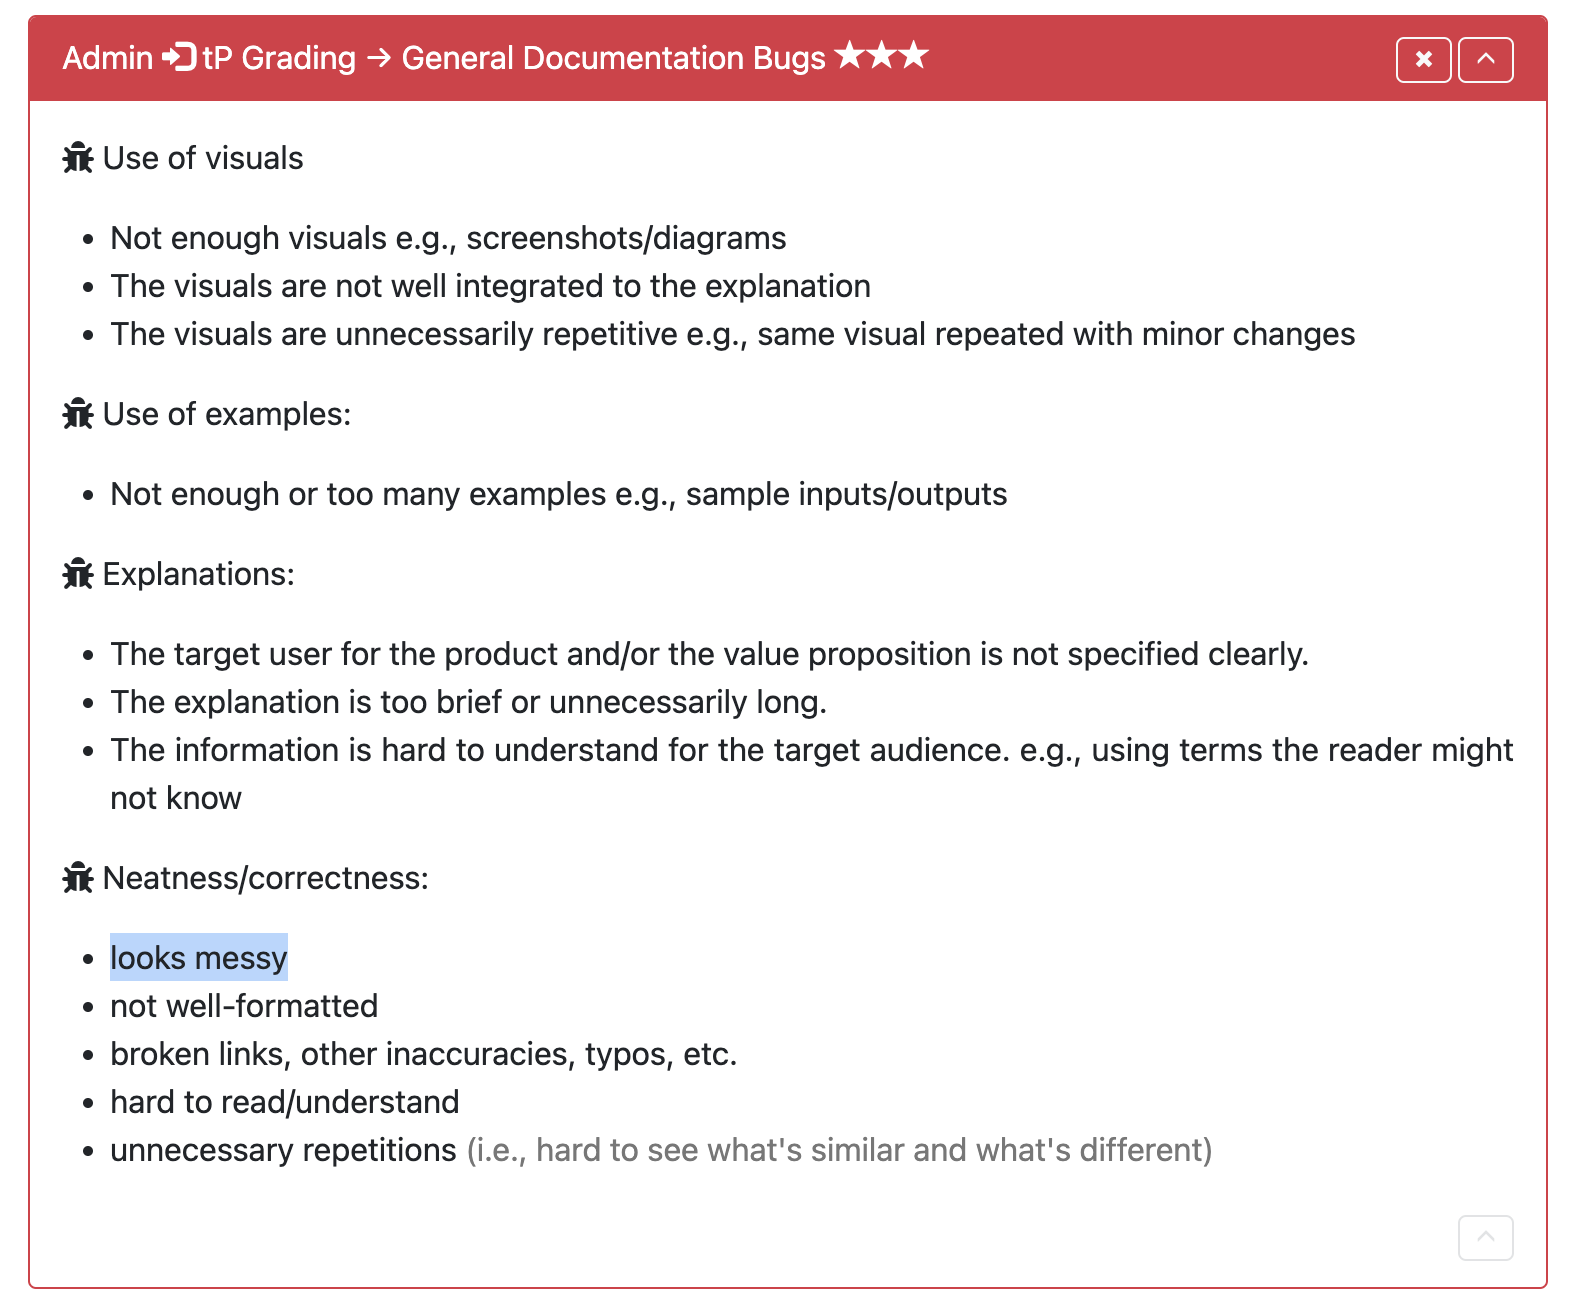 Admin tP Grading → General Documentation Bugs ★★★
Use of visuals
• Not enough visuals e.g., screenshots/diagrams
• The visuals are not well integrated to the explanation
• The visuals are unnecessarily repetitive e.g., same visual repeated with minor changes
Use of examples:
• Not enough or too many examples e.g., sample inputs/outputs
Explanations:
• The target user for the product and/or the value proposition is not specified clearly.
• The explanation is too brief or unnecessarily long.
• The information is hard to understand for the target audience. e.g., using terms the reader might
not know
Neatness/correctness:
• looks messy
• not well-formatted
• broken links, other inaccuracies, typos, etc.
• hard to read/understand
• unnecessary repetitions (i.e., hard to see what's similar and what's different)